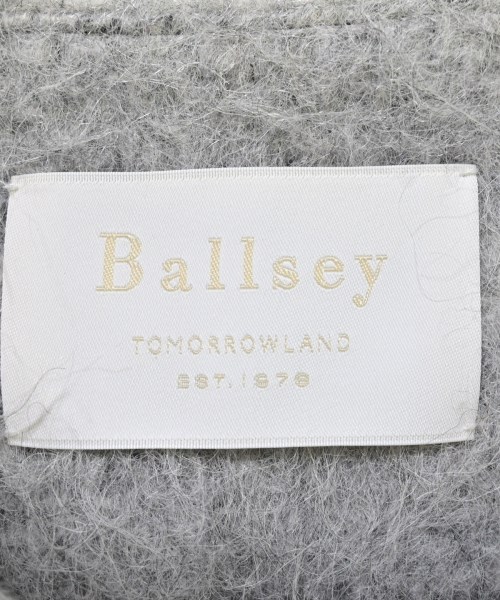 Ballsey
TOMORROWLAND
EST. 1978